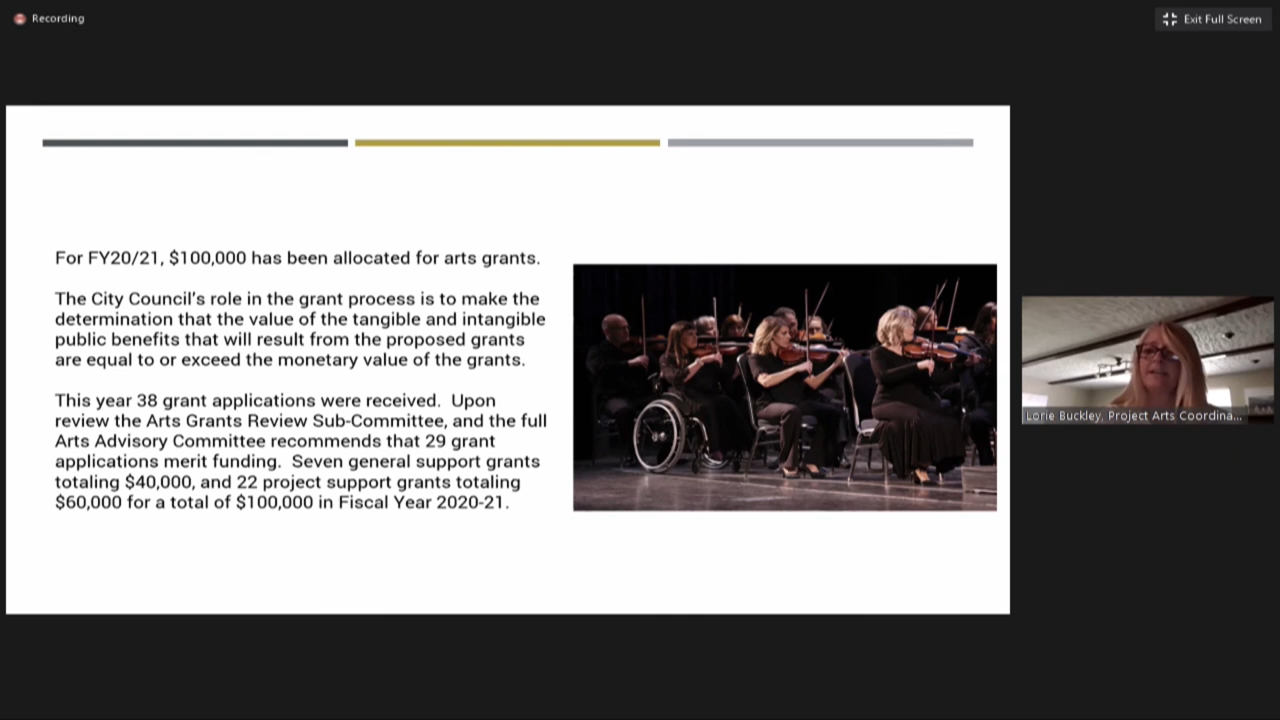 Recording
Exit Full Screen
For FY20/21, $100,000 has been allocated for arts grants.
The City Council's role in the grant process is to make the
determination that the value of the tangible and intangible
public benefits that will result from the proposed grants
are equal to or exceed the monetary value of the grants.
This year 38 grant applications were received.  Upon
review the Arts Grants Review Sub-Committee, and the full
Arts Advisory Committee recommends that 29 grant
applications merit funding.  Seven general support grants
totaling $40,000, and 22 project support grants totaling
$60,000 for a total of $100,000 in Fiscal Year 2020-21.
Lorie Buckley, Project Arts Coordina...